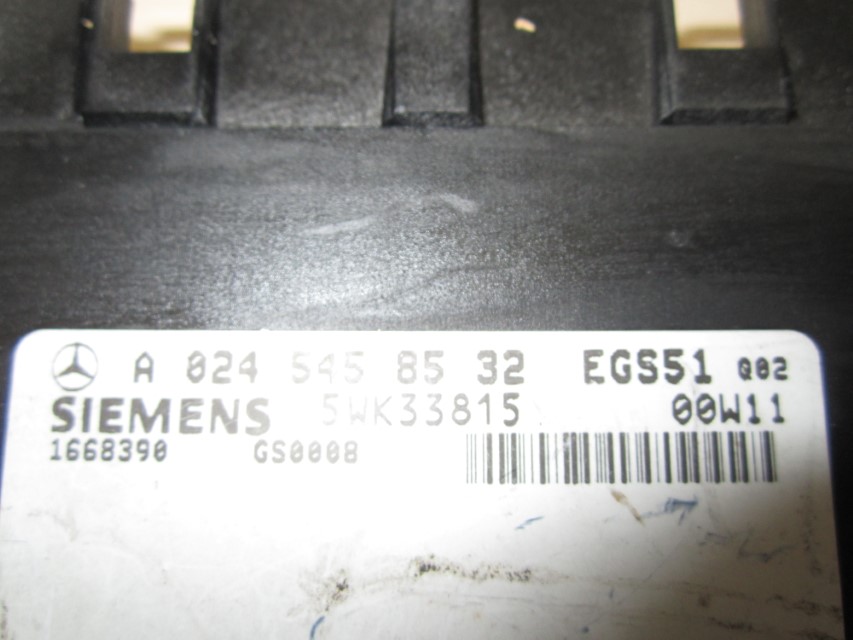 A 024 545 85 32 EGS51 Q02
SIEMENS 5WK33815 00W11
1668390 GS0008